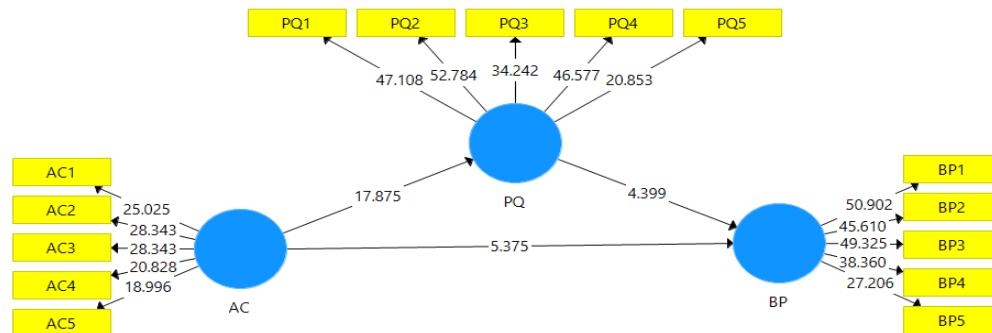 PQ1 PQ2 PQ3 PQ4 PQ5
47.108 52.784 34.242 46.577 20.853
PQ
AC1
AC2
AC3
AC4
AC5
25.025
28.343
28.343
20.828
18.996
AC
17.875
4.399
5.375
BP
50.902
45.610
49.325
38.360
27.206
BP1
BP2
BP3
BP4
BP5